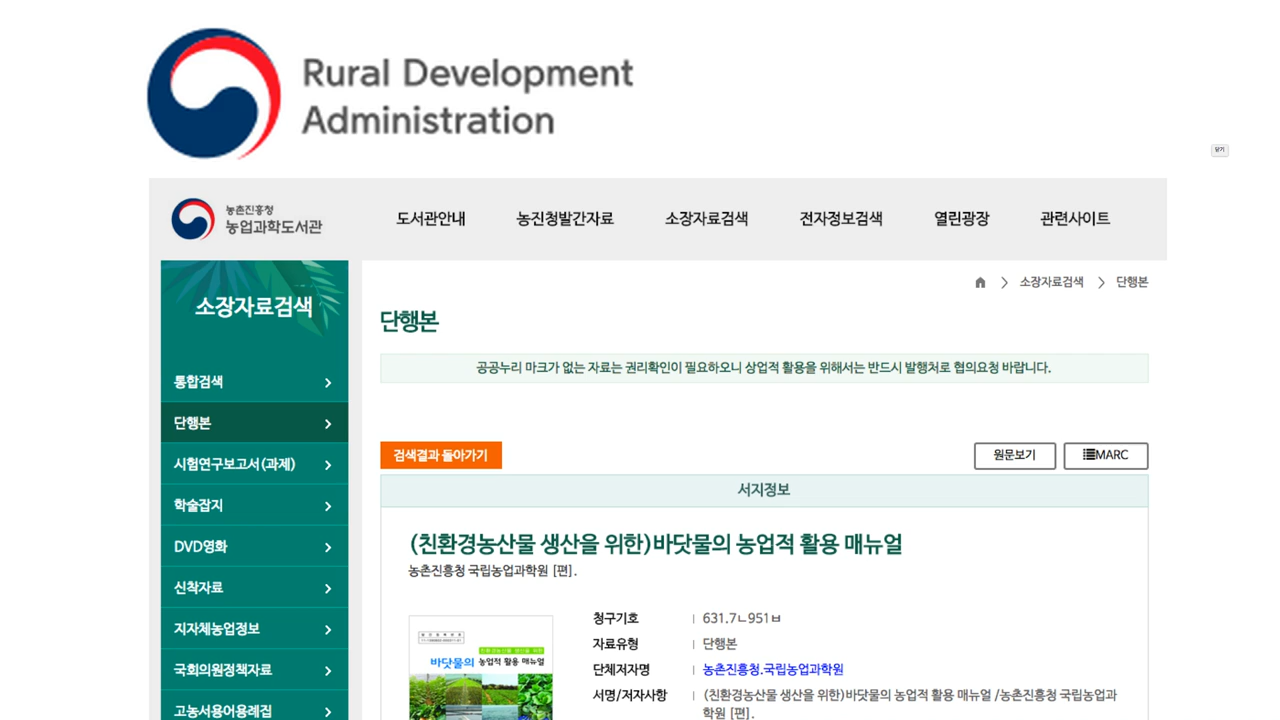 Rural Development
Administration
닫기
농촌진흥청
농업과학도서관
도서관안내 농진청발간자료 소장자료검색 전자정보검색 열린광장 관련사이트
소장자료검색 > 단행본
소장자료검색
단행본
공공누리 마크가 없는 자료는 권리확인이 필요하오니 상업적 활용을 위해서는 반드시 발행처로 협의요청 바랍니다.
통합검색
단행본
시험연구보고서(과제)
학술잡지
DVD영화
신착자료
지자체농업정보
국회의원정책자료
고농서용어용례집
검색결과 돌아가기
원문보기 MARC
서지정보
(친환경농산물 생산을 위한)바닷물의 농업적 활용 매뉴얼
농촌진흥청 국립농업과학원 [편].
친환경농산물 생산을 위한
바닷물의 농업적 활용 매뉴얼
청구기호 631.7ㄴ951ㅂ
자료유형 단행본
단체저자명 농촌진흥청.국립농업과학원
서명/저자사항 (친환경농산물 생산을 위한)바닷물의 농업적 활용 매뉴얼 /농촌진흥청 국립농업과
학원 [편].